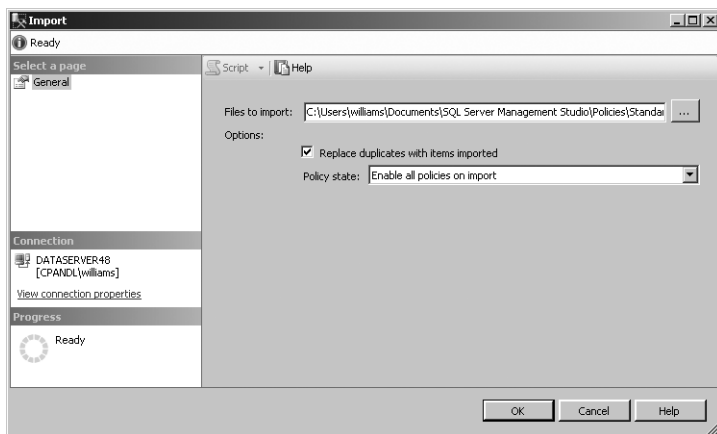 Import
Ready
Select a page
General
Script
Help
Files to import: C:\Users\williams\Documents\SQL Server Management Studio\Policies\Standar ...
Options:
Replace duplicates with items imported
Policy state: Enable all policies on import
Connection
DATASERVER48
[CPANDL\williams]
View connection properties
Progress
Ready
OK
Cancel
Help